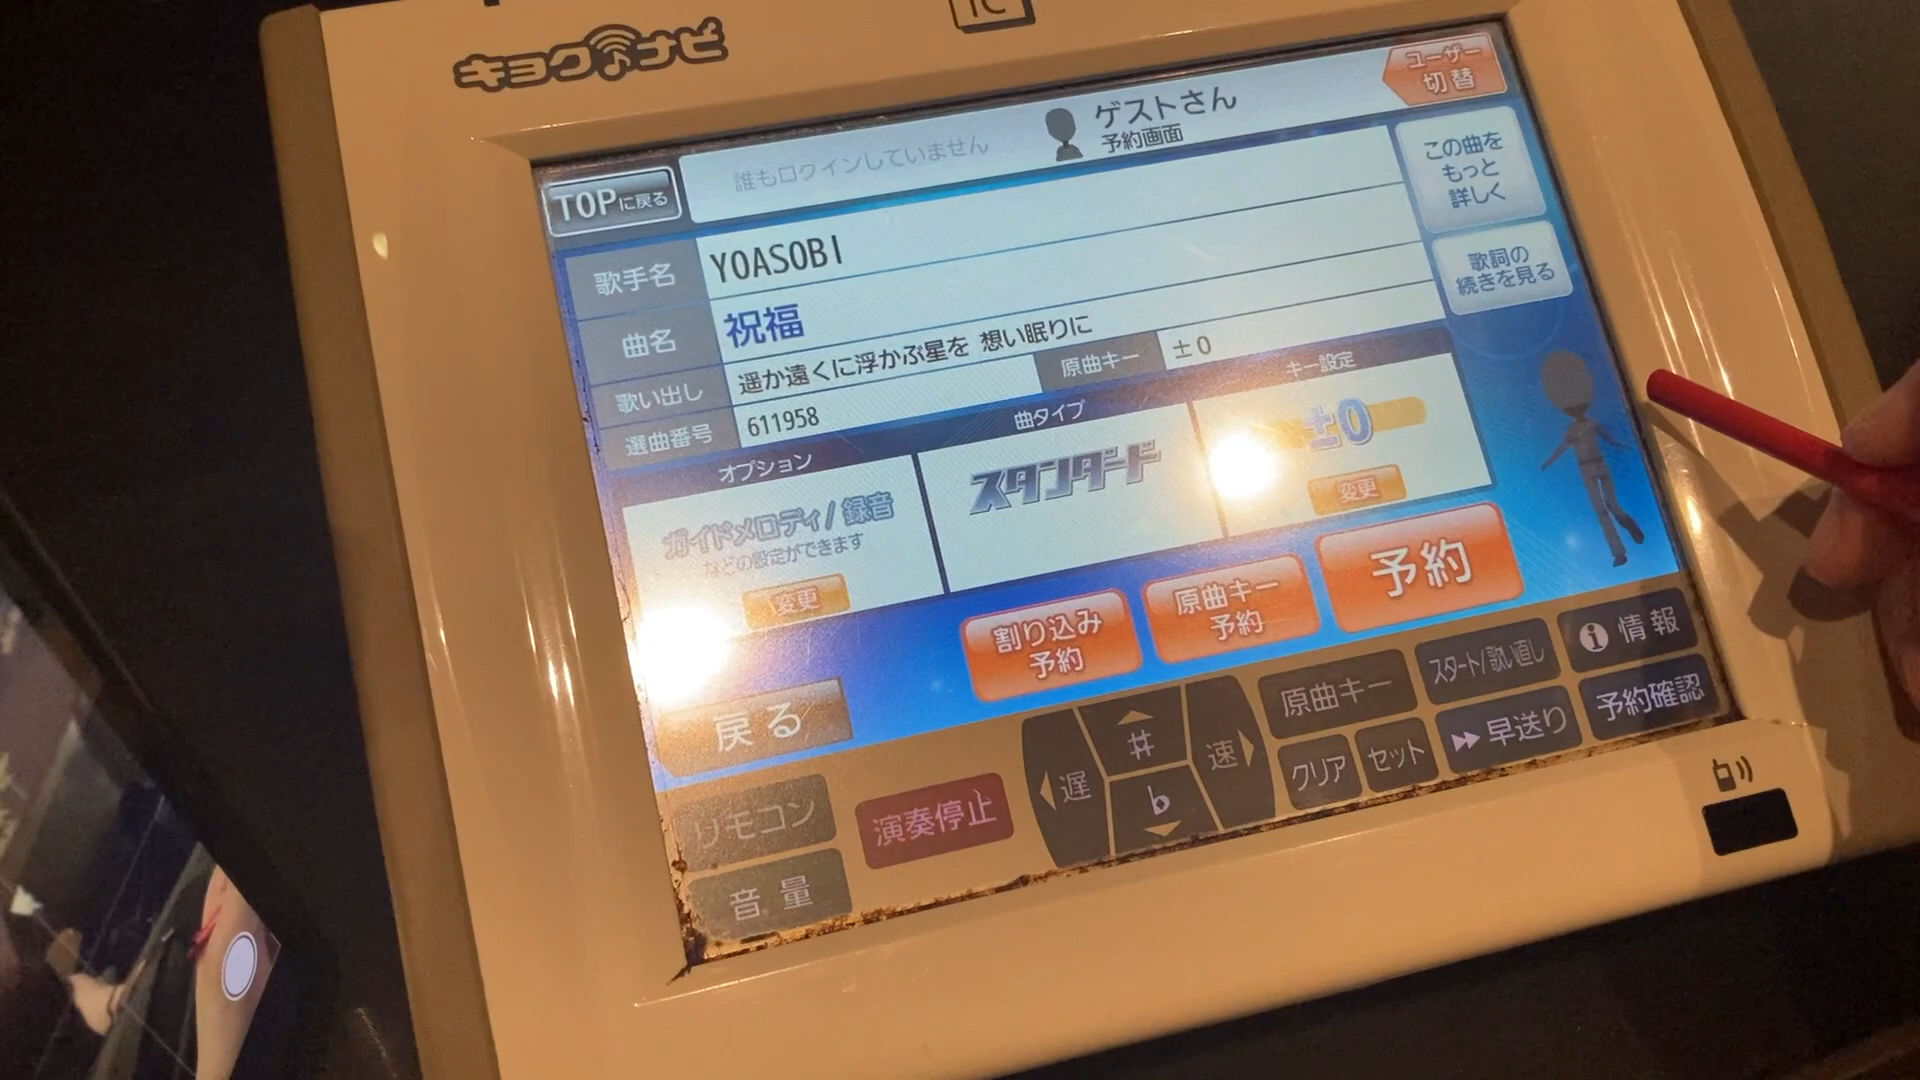 キョクナビ
IC
ユーザー
切替
ゲストさん
予約画面
誰もログインしていません
TOPに戻る
この曲を
もっと
詳しく
歌手名
YOASOBI
歌詞の
続きを見る
曲名
祝福
歌い出し
遥か遠くに浮かぶ星を 想い眠りに
選曲番号
611958
原曲キー
±0
オプション
曲タイプ
キー設定
ガイドメロディ/録音
などの設定ができます
変更
スタンダード
±0
変更
割り込み
予約
原曲キー
予約
予約
戻る
リモコン
音量
演奏停止
遅
♯
♭
速
原曲キー
クリア
セット
スタート/歌い直し
早送り
情報
予約確認